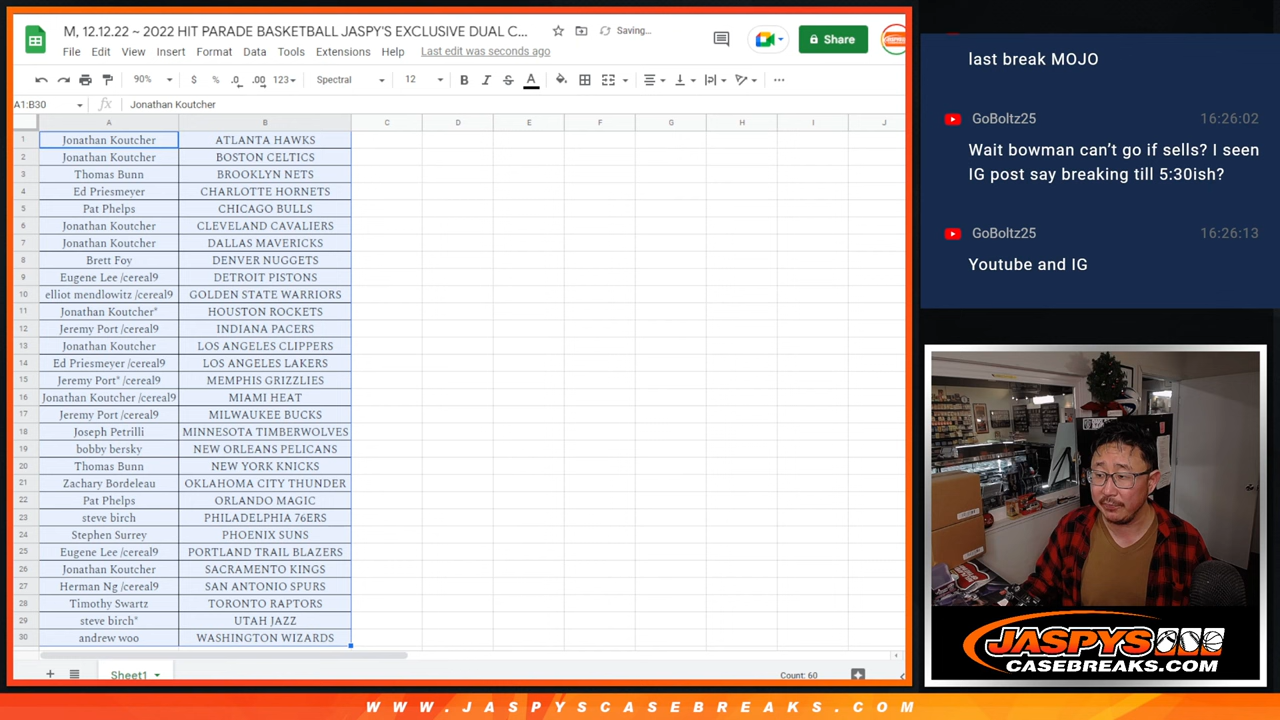 M, 12.12.22 ~ 2022 HIT PARADE BASKETBALL JASPY'S EXCLUSIVE DUAL C... Saving...
File Edit View Insert Format Data Tools Extensions Help Last edit was seconds ago
Share
90% $ % .0 .00 123 Spectral 12 B I S A
A1:B30 fx Jonathan Koutcher
A B C D E F G H I J
1 Jonathan Koutcher ATLANTA HAWKS
2 Jonathan Koutcher BOSTON CELTICS
3 Thomas Bunn BROOKLYN NETS
4 Ed Priesmeyer CHARLOTTE HORNETS
5 Pat Phelps CHICAGO BULLS
6 Jonathan Koutcher CLEVELAND CAVALIERS
7 Jonathan Koutcher DALLAS MAVERICKS
8 Brett Foy DENVER NUGGETS
9 Eugene Lee /cereal9 DETROIT PISTONS
10 elliot mendlowitz /cereal9 GOLDEN STATE WARRIORS
11 Jonathan Koutcher* HOUSTON ROCKETS
12 Jeremy Port /cereal9 INDIANA PACERS
13 Jonathan Koutcher LOS ANGELES CLIPPERS
14 Ed Priesmeyer /cereal9 LOS ANGELES LAKERS
15 Jeremy Port* /cereal9 MEMPHIS GRIZZLIES
16 Jonathan Koutcher /cereal9 MIAMI HEAT
17 Jeremy Port /cereal9 MILWAUKEE BUCKS
18 Joseph Petrilli MINNESOTA TIMBERWOLVES
19 bobby bersky NEW ORLEANS PELICANS
20 Thomas Bunn NEW YORK KNICKS
21 Zachary Bordeleau OKLAHOMA CITY THUNDER
22 Pat Phelps ORLANDO MAGIC
23 steve birch PHILADELPHIA 76ERS
24 Stephen Surrey PHOENIX SUNS
25 Eugene Lee /cereal9 PORTLAND TRAIL BLAZERS
26 Jonathan Koutcher SACRAMENTO KINGS
27 Herman Ng /cereal9 SAN ANTONIO SPURS
28 Timothy Swartz TORONTO RAPTORS
29 steve birch* UTAH JAZZ
30 andrew woo WASHINGTON WIZARDS
Sheet1 Count: 60
last break MOJO
GoBoltz25 16:26:02
Wait bowman can't go if sells? I seen
IG post say breaking till 5:30ish?
GoBoltz25 16:26:13
Youtube and IG
JASPYS
CASEBREAKS.COM
WWW.JASPYSCASEBREAKS.COM